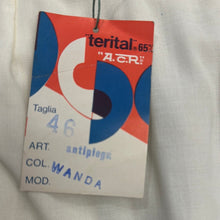 terital 65%
"A.C.R."
Taglia
46
antipiega
ART.
COL. WANDA
MOD.